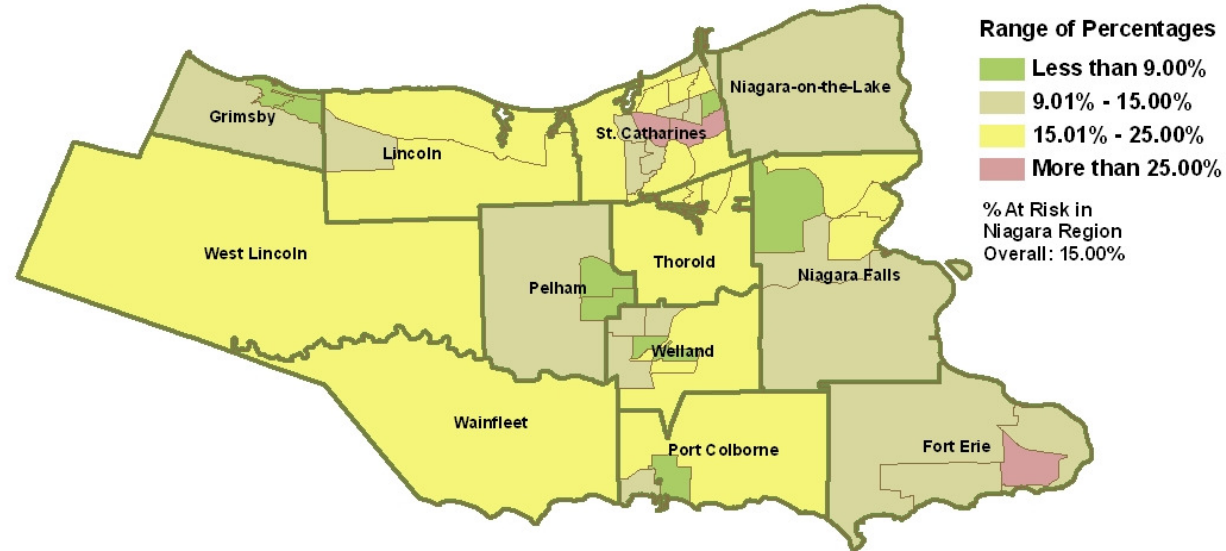 Range of Percentages
Less than 9.00%
9.01% - 15.00%
15.01% - 25.00%
More than 25.00%
% At Risk in
Niagara Region
Overall: 15.00%
Niagara-on-the-Lake
Grimsby
St. Catharines
Lincoln
West Lincoln
Thorold
Niagara Falls
Pelham
Welland
Wainfleet
Port Colborne
Fort Erie